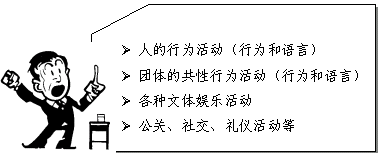 ➤ 人的行为活动（行为和语言）
➤ 团体的共性行为活动（行为和语言）
➤ 各种文体娱乐活动
➤ 公关、社交、礼仪活动等